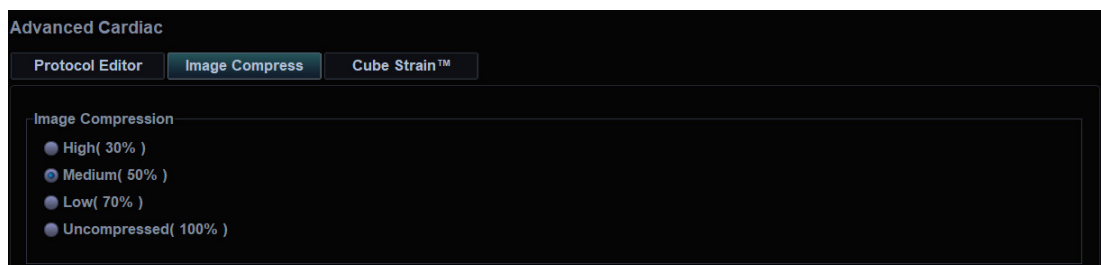 Advanced Cardiac
Protocol Editor Image Compress Cube Strain™
Image Compression
High( 30% )
Medium( 50% )
Low( 70% )
Uncompressed( 100% )